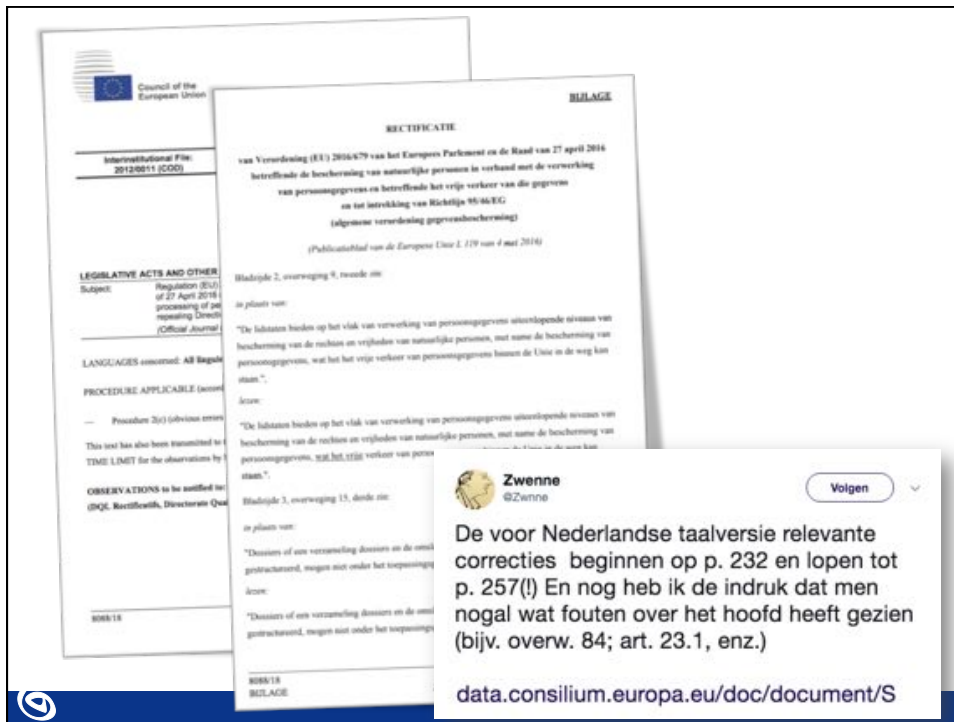 Council of the
European Union
Interinstitutional File:
2012/0011 (COD)
LEGISLATIVE ACTS AND OTHER
Subject: Regulation (EU)
of 27 April 2016
processing of pe
repealing Directi
(Official Journal
LANGUAGES concerned: All linguis
PROCEDURE APPLICABLE (accord
— Procedure 2(c) (obvious errors
This text has also been transmitted to
TIME LIMIT for the observations by
OBSERVATIONS to be notified to:
(DQL Rectificatifs, Directorate Qua
8088/18
BIJLAGE
RECTIFICATIE
van Verordening (EU) 2016/679 van het Europees Parlement en de Raad van 27 april 2016
betreffende de bescherming van natuurlijke personen in verband met de verwerking
van persoonsgegevens en betreffende het vrije verkeer van die gegevens
en tot intrekking van Richtlijn 95/46/EG
(algemene verordening gegevensbescherming)
(Publicatieblad van de Europese Unie L 119 van 4 mei 2016)
Bladzijde 2, overweging 9, tweede zin:
in plaats van:
"De lidstaten bieden op het vlak van verwerking van persoonsgegevens uiteenlopende niveaus van
bescherming van de rechten en vrijheden van natuurlijke personen, met name de bescherming van
persoonsgegevens, wat het het vrije verkeer van persoonsgegevens binnen de Unie in de weg kan
staan.",
lezen:
"De lidstaten bieden op het vlak van verwerking van persoonsgegevens uiteenlopende niveaus van
bescherming van de rechten en vrijheden van natuurlijke personen, met name de bescherming van
persoonsgegevens, wat het vrije verkeer van persoo
staan.".
Bladzijde 3, overweging 15, derde zin:
in plaats van:
"Dossiers of een verzameling dossiers en de omsl
gestructureerd, mogen niet onder het toepassingsg
lezen:
"Dossiers of een verzameling dossiers en de omsl
gestructureerd, mogen niet onder het toepassings
8088/18
BIJLAGE
Zwenne
@Zwnne
Volgen
De voor Nederlandse taalversie relevante
correcties beginnen op p. 232 en lopen tot
p. 257(!) En nog heb ik de indruk dat men
nogal wat fouten over het hoofd heeft gezien
(bijv. overw. 84; art. 23.1, enz.)
data.consilium.europa.eu/doc/document/S